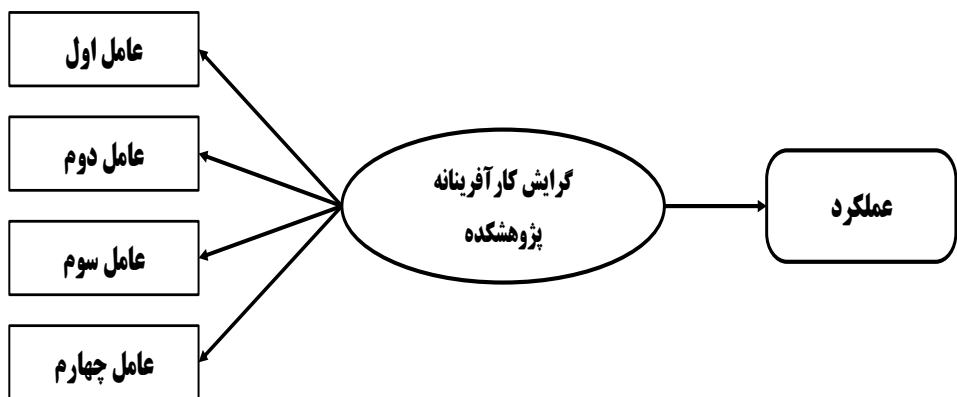 عامل اول
عامل دوم
عامل سوم
عامل چهارم
گرایش کارآفرینانه
پژوهشکده
عملکرد